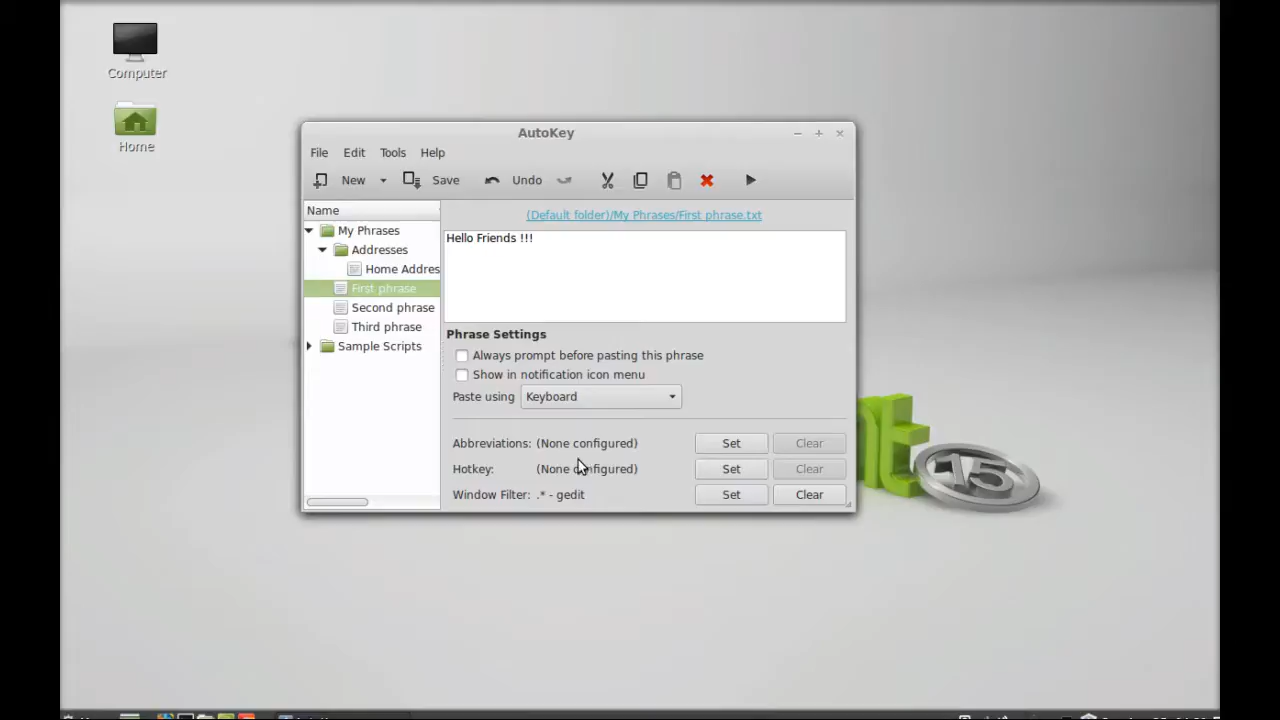 Computer
Home
AutoKey
File Edit Tools Help
New Save Undo
Name
(Default folder)/My Phrases/First phrase.txt
My Phrases
Addresses
Home Addres
First phrase
Second phrase
Third phrase
Sample Scripts
Hello Friends !!!
Phrase Settings
Always prompt before pasting this phrase
Show in notification icon menu
Paste using Keyboard
Abbreviations: (None configured) Set Clear
Hotkey: (None configured) Set Clear
Window Filter: .* - gedit Set Clear
nt
15